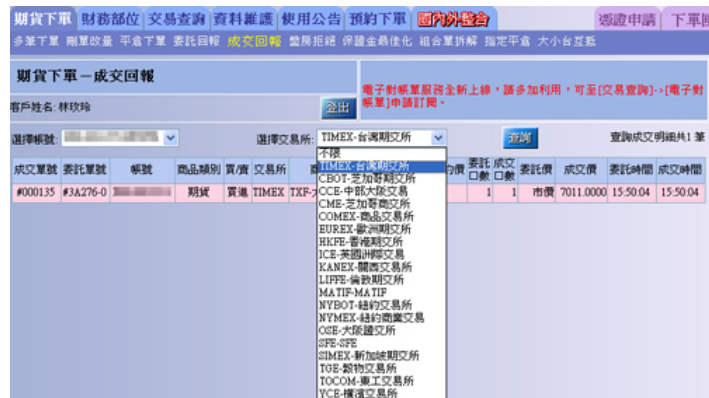 期貨下單 財務部位 交易查詢 資料維護 使用公告 預約下單 國內外整合 憑證申請 下單
多筆下單 刪單改量 平倉下單 委託回報 成交回報 盤房拒絕 保證金最佳化 組合單拆解 指定平倉 大小台互抵
期貨下單－成交回報
電子對帳單服務全新上線，請多加利用，可至[交易查詢]->[電子對
帳單]申請訂閱。
客戶姓名: 林玟玲 登出
選擇帳號: 選擇交易所: TIMEX-台灣期交所 查詢 查詢成交明細共1 筆
成交單號 委託單號 帳號 商品類別 買/賣 交易所 約價 委託口數 成交口數 委託價 成交價 委託時間 成交時間
#000135 #3A276-0 期貨 買進 TIMEX TXF- 1 1 市價 7011.0000 15:50:04 15:50:04
不限
TIMEX-台灣期交所
CBOT-芝加哥期交所
CCE-中部大阪交易
CME-芝加哥商交所
COMEX-商品交易所
EUREX-歐洲期交所
HKFE-香港期交所
ICE-英國洲際交易
KANEX-關西交易所
LIFFE-倫敦期交所
MATIF-MATIF
NYBOT-紐約交易所
NYMEX-紐約商業交易
OSE-大阪證交所
SFE-SFE
SIMEX-新加坡期交所
TGE-穀物交易所
TOCOM-東工交易所
YCE-橫濱交易所